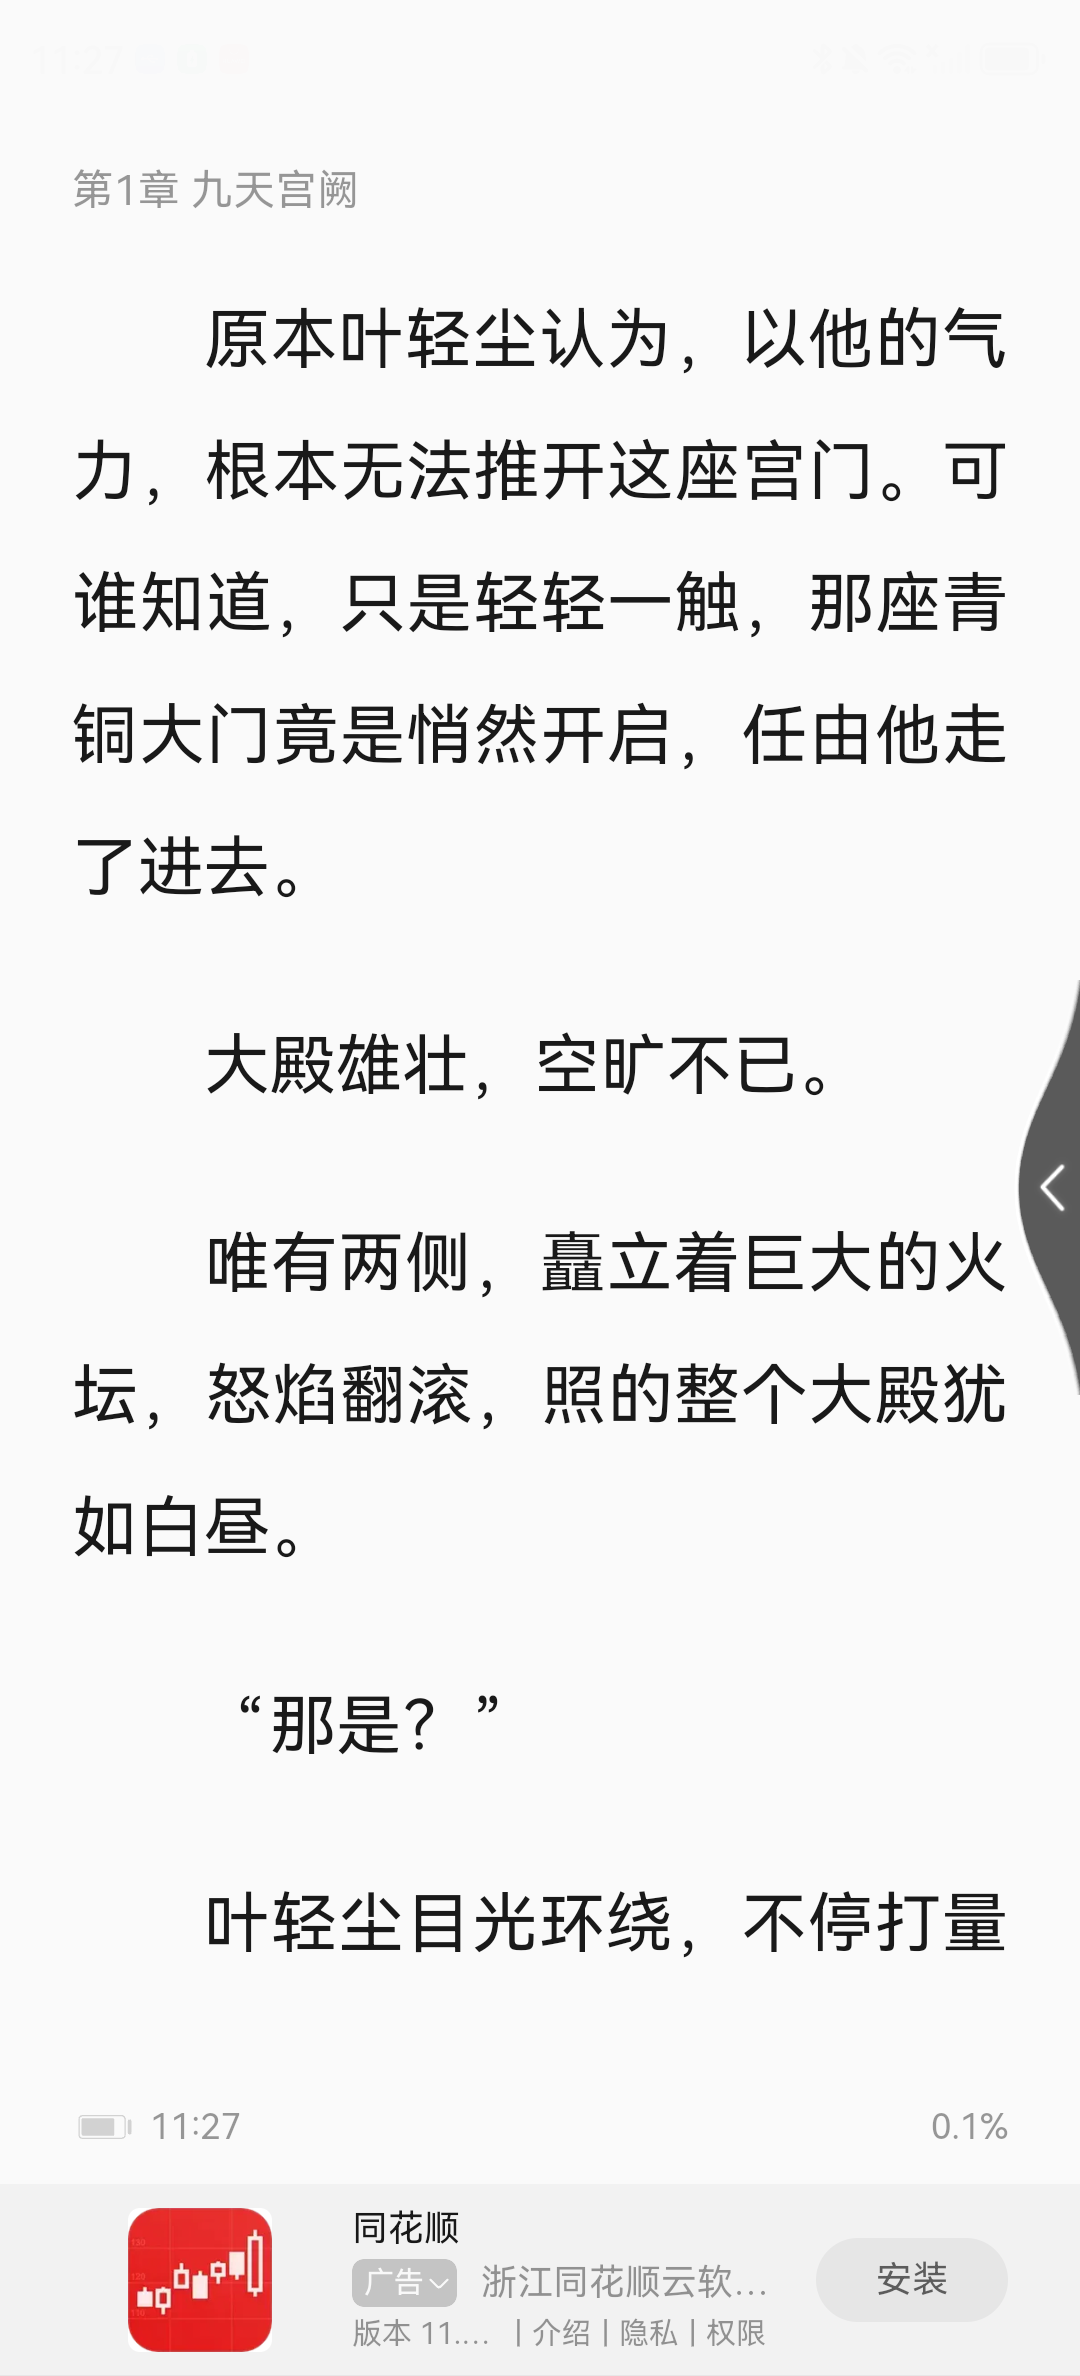 11:27
第1章 九天宫阙
原本叶轻尘认为，以他的气
力，根本无法推开这座宫门。可
谁知道，只是轻轻一触，那座青
铜大门竟是悄然开启，任由他走
了进去。
大殿雄壮，空旷不已。
唯有两侧，矗立着巨大的火
坛，怒焰翻滚，照的整个大殿犹
如白昼。
“那是？”
叶轻尘目光环绕，不停打量
11:27
0.1%
同花顺
广告 浙江同花顺云软...
安装
版本 11.... | 介绍 | 隐私 | 权限